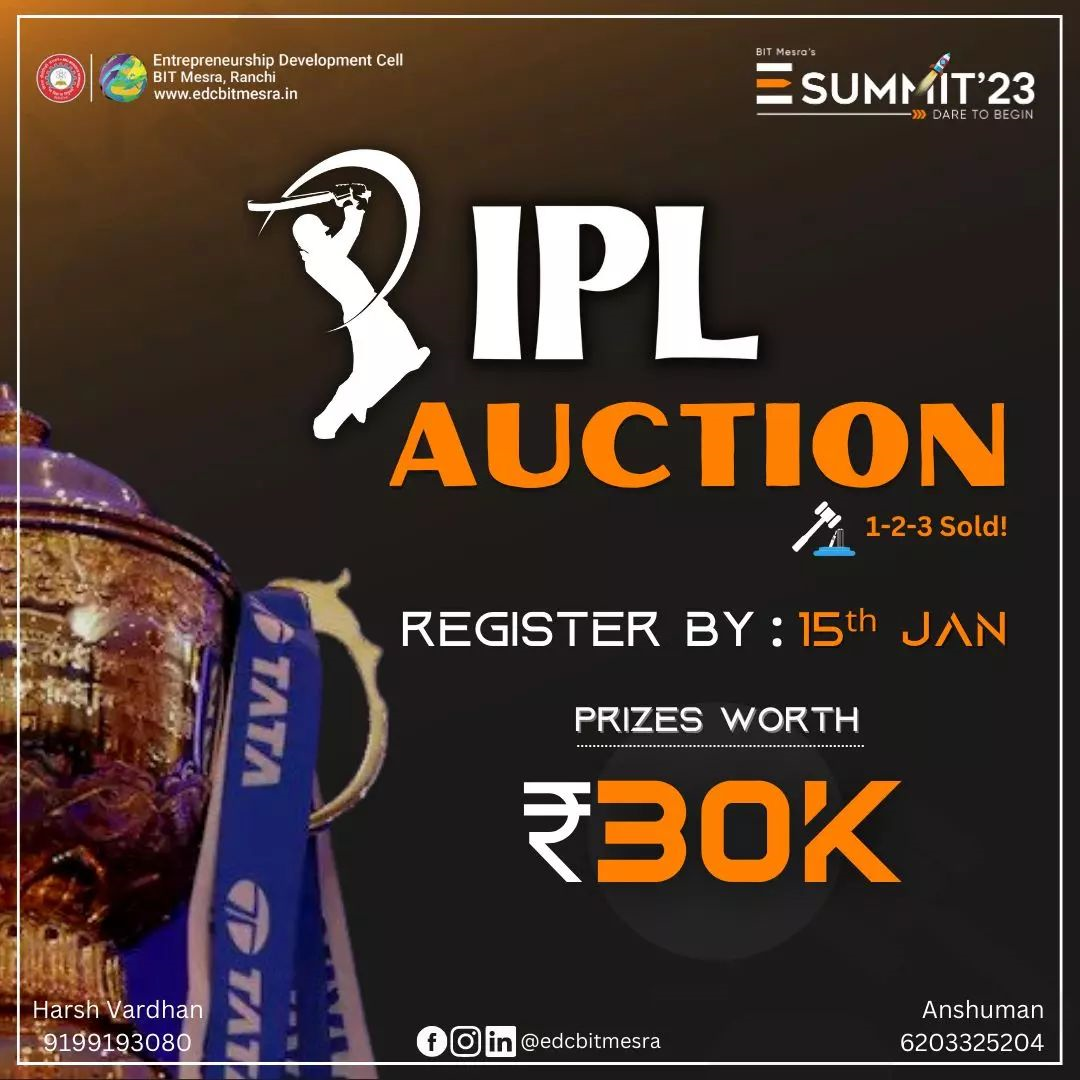 Entrepreneurship Development Cell
BIT Mesra, Ranchi
www.edcbitmesra.in
BIT Mesra's
E SUMMIT'23
DARE TO BEGIN
IPL
AUCTION
1-2-3 Sold!
REGISTER BY : 15th JAN
PRIZES WORTH
₹30K
TATA
TATA
Harsh Vardhan
9199193080
@edcbitmesra
Anshuman
6203325204